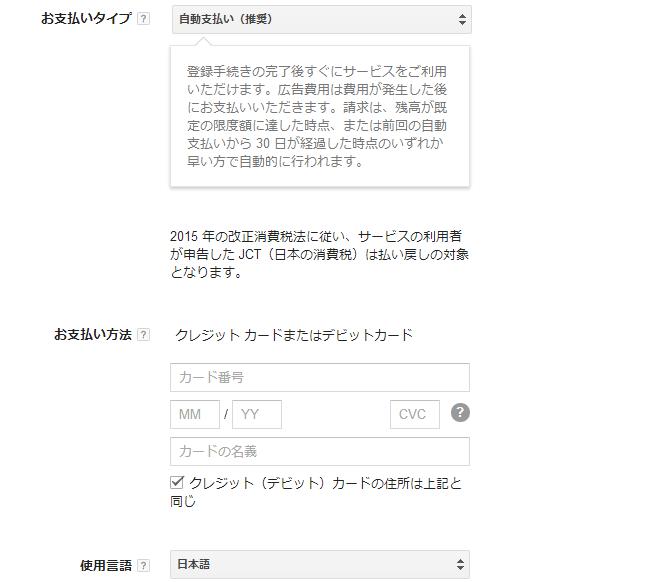 お支払いタイプ ? 自動支払い（推奨）
登録手続きの完了後すぐにサービスをご利用
いただけます。広告費用は費用が発生した後
にお支払いいただきます。請求は、残高が既
定の限度額に達した時点、または前回の自動
支払いから 30 日が経過した時点のいずれか
早い方で自動的に行われます。
2015 年の改正消費税法に従い、サービスの利用者
が申告した JCT（日本の消費税）は払い戻しの対象
となります。
お支払い方法 ? クレジット カードまたはデビットカード
カード番号
MM / YY CVC ?
カードの名義
クレジット（デビット）カードの住所は上記と
同じ
使用言語 ? 日本語